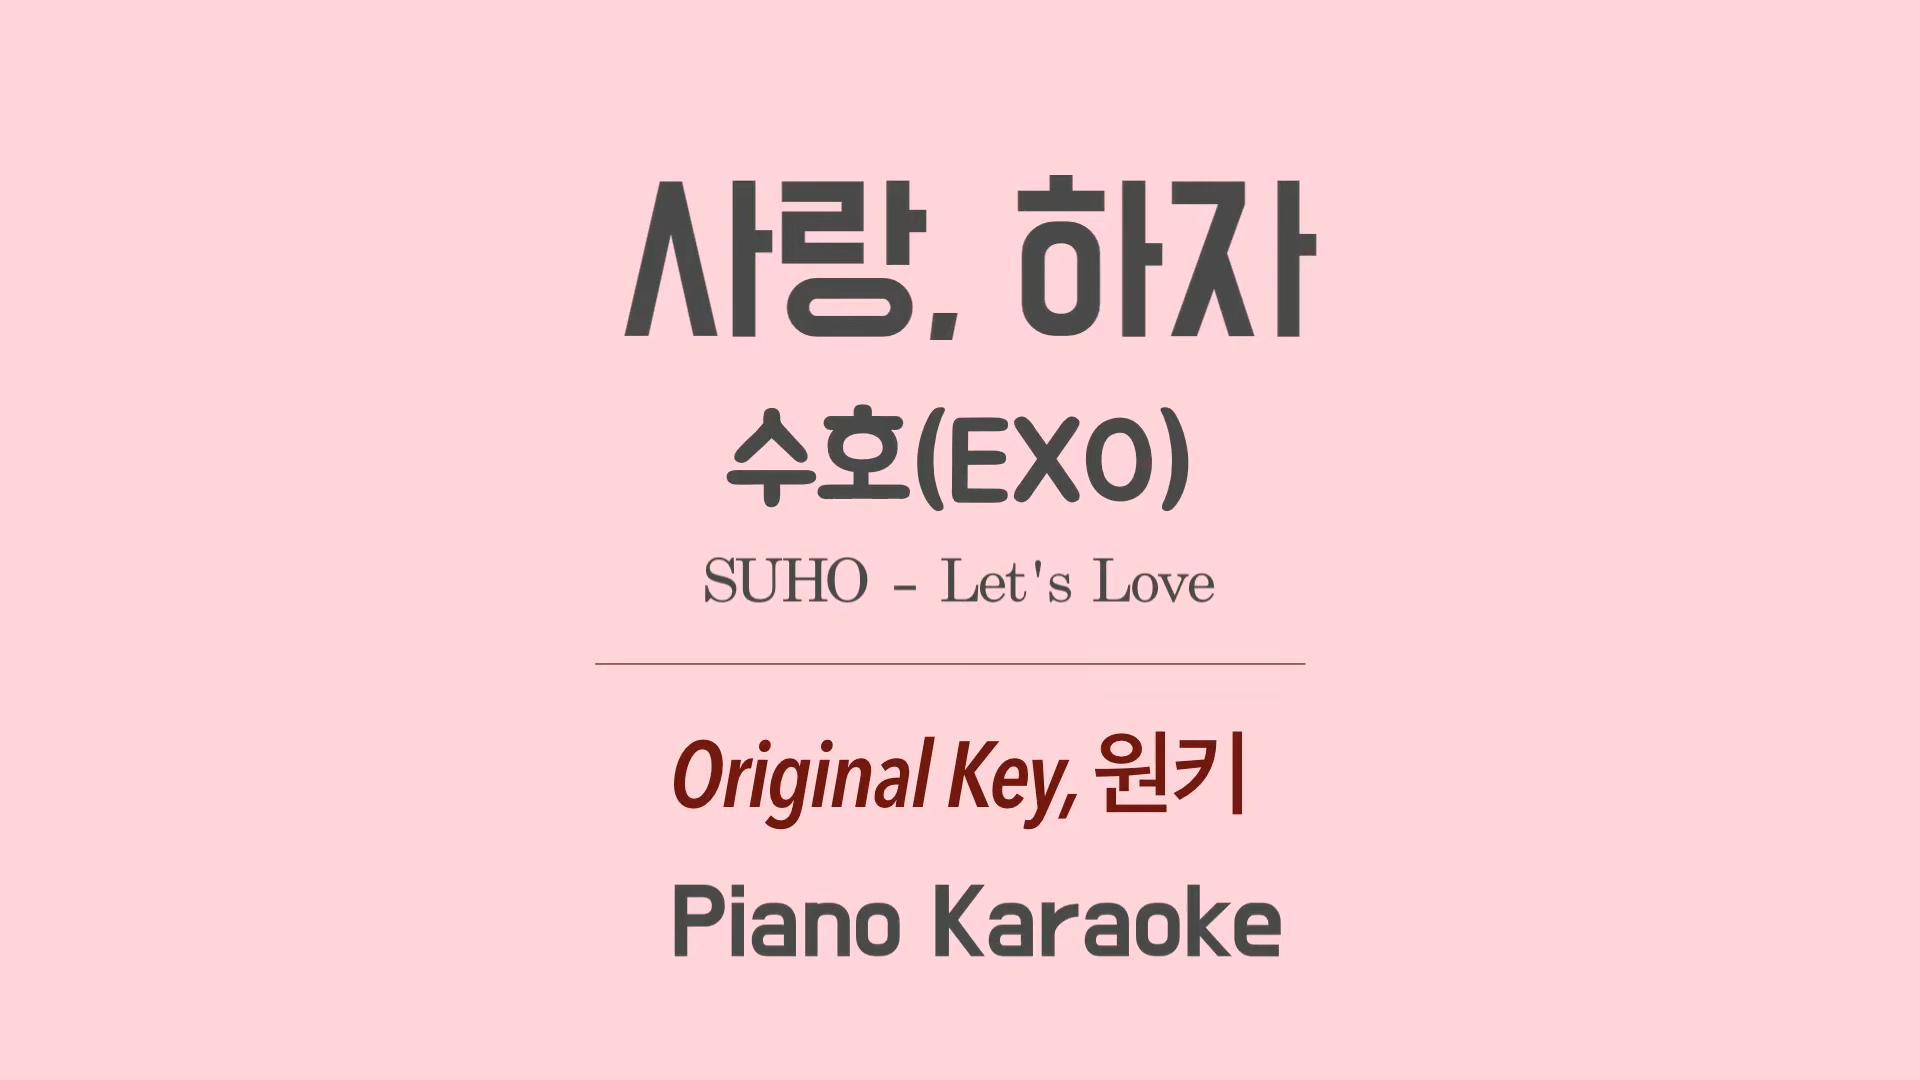 사랑, 하자
수호(EXO)
SUHO - Let's Love
Original Key, 원키
Piano Karaoke